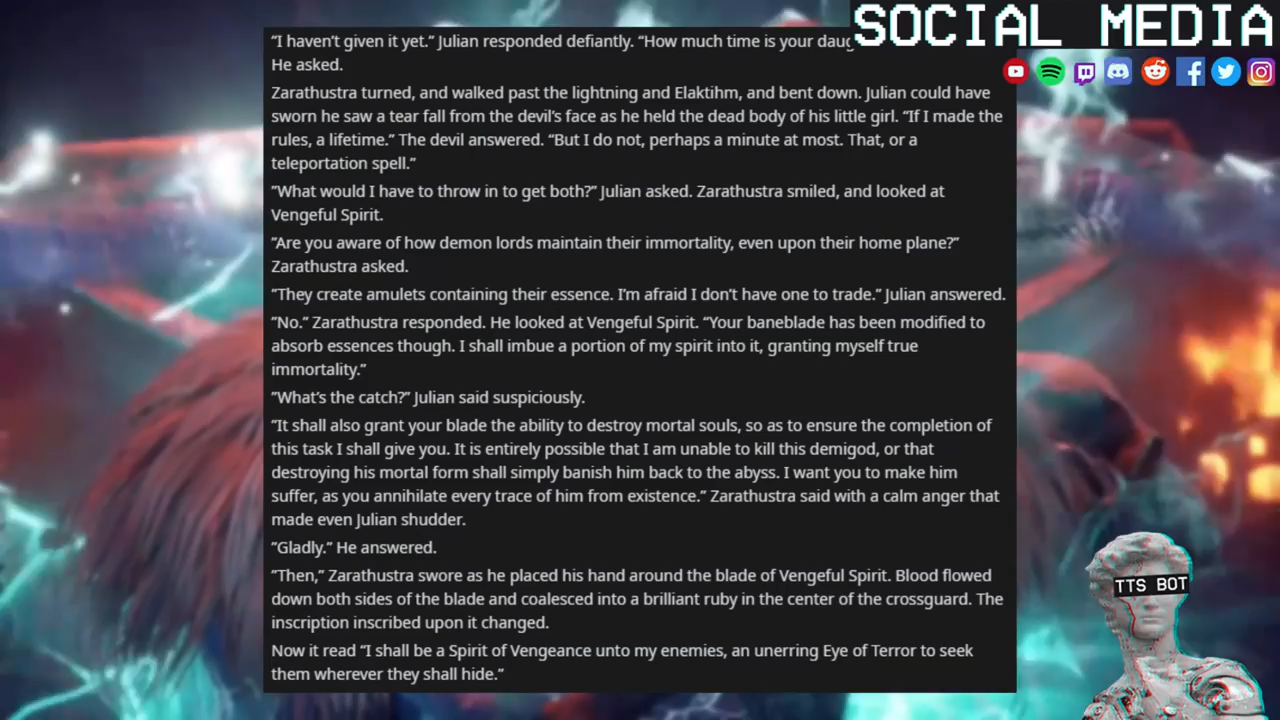 SOCIAL MEDIA
“I haven’t given it yet.” Julian responded defiantly. “How much time is your
He asked.
Zarathustra turned, and walked past the lightning and Elaktihm, and bent down. Julian could have
sworn he saw a tear fall from the devil’s face as he held the dead body of his little girl. “If I made the
rules, a lifetime.” The devil answered. “But I do not, perhaps a minute at most. That, or a
teleportation spell.”
“What would I have to throw in to get both?” Julian asked. Zarathustra smiled, and looked at
Vengeful Spirit.
“Are you aware of how demon lords maintain their immortality, even upon their home plane?”
Zarathustra asked.
“They create amulets containing their essence. I’m afraid I don’t have one to trade.” Julian answered.
“No.” Zarathustra responded. He looked at Vengeful Spirit. “Your baneblade has been modified to
absorb essences though. I shall imbue a portion of my spirit into it, granting myself true
immortality.”
“What’s the catch?” Julian said suspiciously.
“It shall also grant your blade the ability to destroy mortal souls, so as to ensure the completion of
this task I shall give you. It is entirely possible that I am unable to kill this demigod, or that
destroying his mortal form shall simply banish him back to the abyss. I want you to make him
suffer, as you annihilate every trace of him from existence.” Zarathustra said with a calm anger that
made even Julian shudder.
“Gladly.” He answered.
“Then,” Zarathustra swore as he placed his hand around the blade of Vengeful Spirit. Blood flowed
down both sides of the blade and coalesced into a brilliant ruby in the center of the crossguard. The
inscription inscribed upon it changed.
Now it read “I shall be a Spirit of Vengeance unto my enemies, an unerring Eye of Terror to seek
them wherever they shall hide.”
TTS BOT